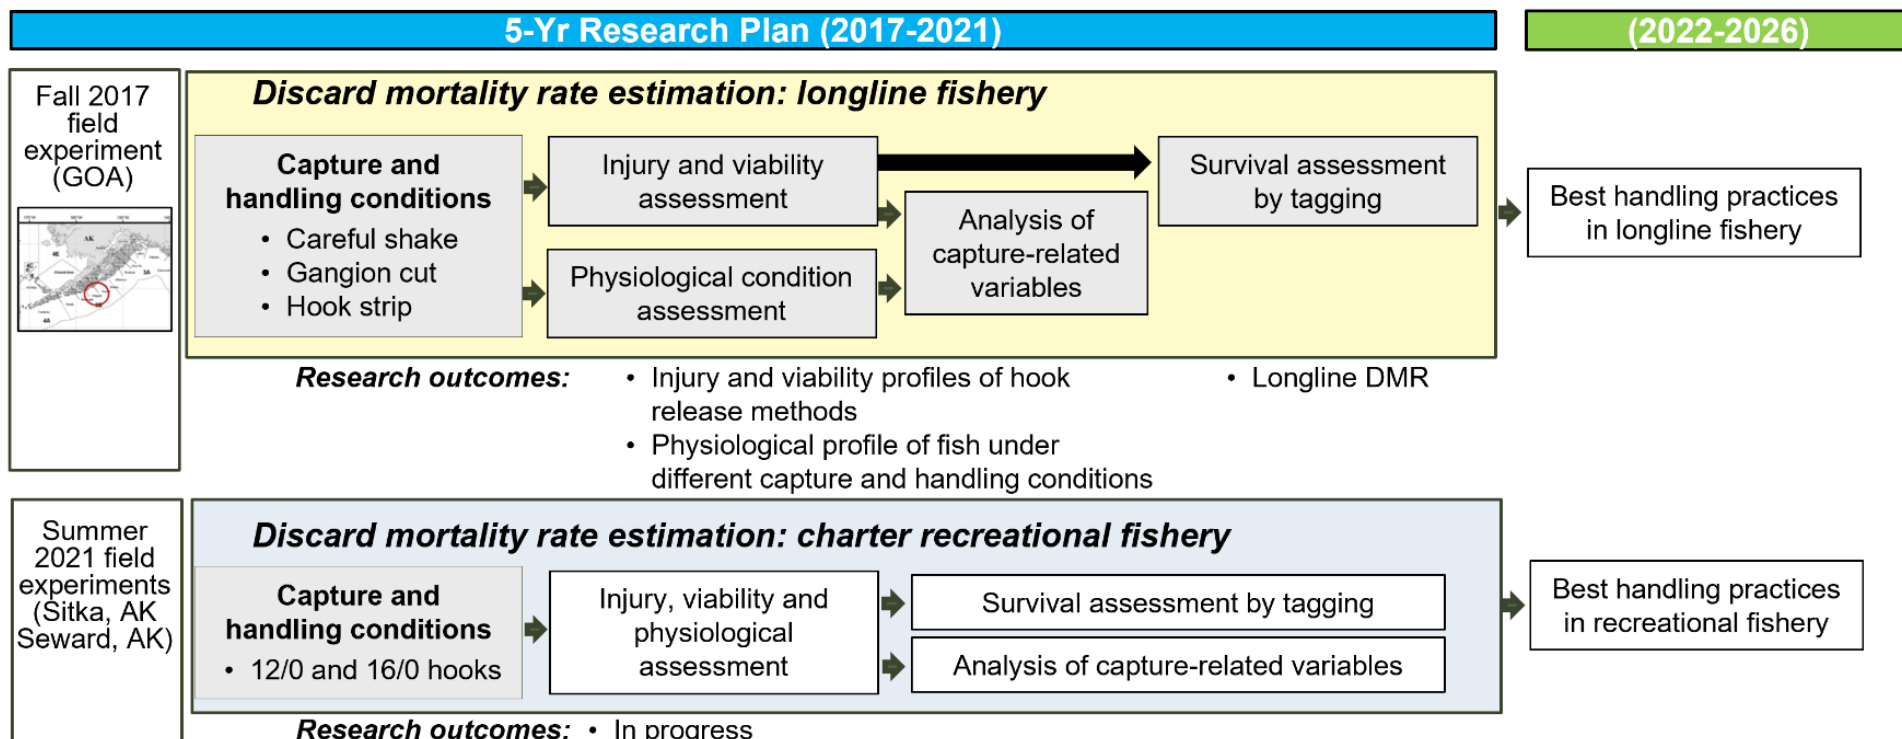 5-Yr Research Plan (2017-2021)
(2022-2026)
Fall 2017
field
experiment
(GOA)
AK
4A
Discard mortality rate estimation: longline fishery
Capture and
handling conditions
• Careful shake
• Gangion cut
• Hook strip
Injury and viability
assessment
Physiological condition
assessment
Analysis of
capture-related
variables
Survival assessment
by tagging
Best handling practices
in longline fishery
Research outcomes:
• Injury and viability profiles of hook
release methods
• Physiological profile of fish under
different capture and handling conditions
• Longline DMR
Summer
2021 field
experiments
(Sitka, AK
Seward, AK)
Discard mortality rate estimation: charter recreational fishery
Capture and
handling conditions
• 12/0 and 16/0 hooks
Injury, viability and
physiological
assessment
Survival assessment by tagging
Analysis of capture-related variables
Best handling practices
in recreational fishery
Research outcomes: • In progress